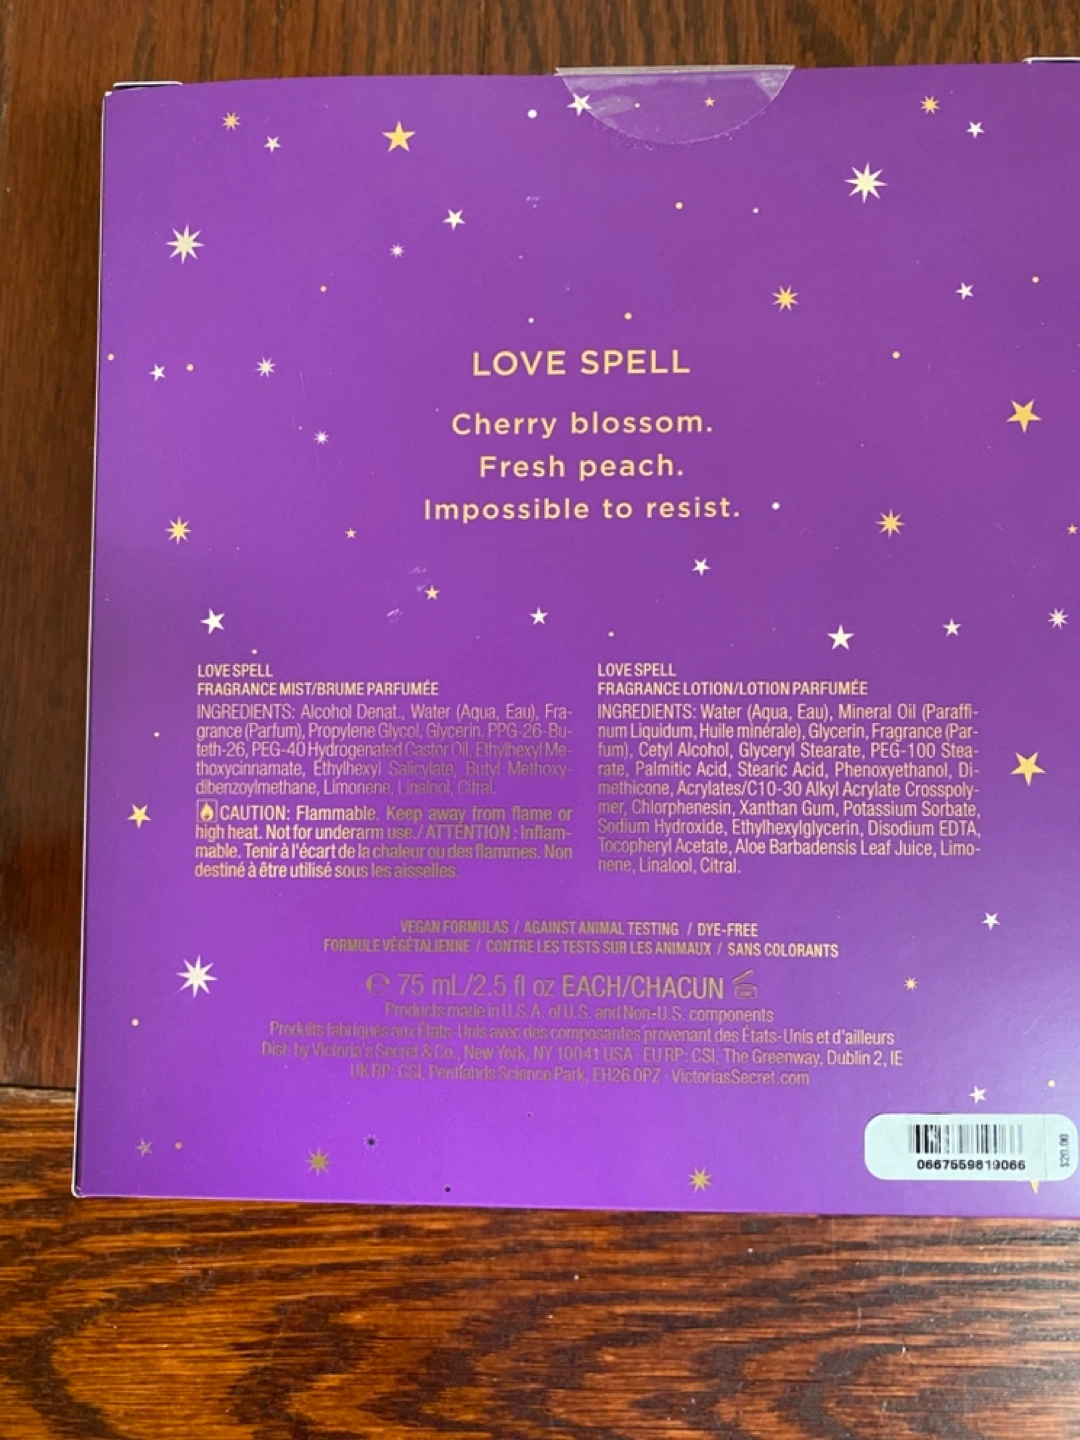 LOVE SPELL
Cherry blossom.
Fresh peach.
Impossible to resist.
LOVE SPELL
FRAGRANCE MIST/BRUME PARFUMÉE
INGREDIENTS: Alcohol Denat., Water (Aqua, Eau), Fra-
grance (Parfum), Propylene Glycol, Glycerin, PPG-26-Bu-
teth-26, PEG-40 Hydrogenated Castor Oil, Ethylhexyl Me-
thoxycinnamate, Ethylhexyl Salicylate, Butyl Methoxy-
dibenzoylmethane, Limonene, Linalool, Citral.
CAUTION: Flammable. Keep away from flame or
high heat. Not for underarm use./ATTENTION : Inflam-
mable. Tenir à l'écart de la chaleur ou des flammes. Non
destiné à être utilisé sous les aisselles.
LOVE SPELL
FRAGRANCE LOTION/LOTION PARFUMÉE
INGREDIENTS: Water (Aqua, Eau), Mineral Oil (Paraffi-
num Liquidum, Huile minérale), Glycerin, Fragrance (Par-
fum), Cetyl Alcohol, Glyceryl Stearate, PEG-100 Stea-
rate, Palmitic Acid, Stearic Acid, Phenoxyethanol, Di-
methicone, Acrylates/C10-30 Alkyl Acrylate Crosspoly-
mer, Chlorphenesin, Xanthan Gum, Potassium Sorbate,
Sodium Hydroxide, Ethylhexylglycerin, Disodium EDTA,
Tocopheryl Acetate, Aloe Barbadensis Leaf Juice, Limo-
nene, Linalool, Citral.
VEGAN FORMULAS / AGAINST ANIMAL TESTING / DYE-FREE
FORMULE VÉGÉTALIENNE / CONTRE LES TESTS SUR LES ANIMAUX / SANS COLORANTS
℮ 75 mL/2.5 fl oz EACH/CHACUN
Products made in U.S.A. of U.S. and Non-U.S. components
Produits fabriqués aux États-Unis avec des composantes provenant des États-Unis et d'ailleurs
Dist. by Victoria's Secret & Co., New York, NY 10041 USA · EU RP: CSI, The Greenway, Dublin 2, IE
UK RP: CSI, Pentlands Science Park, EH26 0PZ · VictoriasSecret.com
0667559819066
$20.00